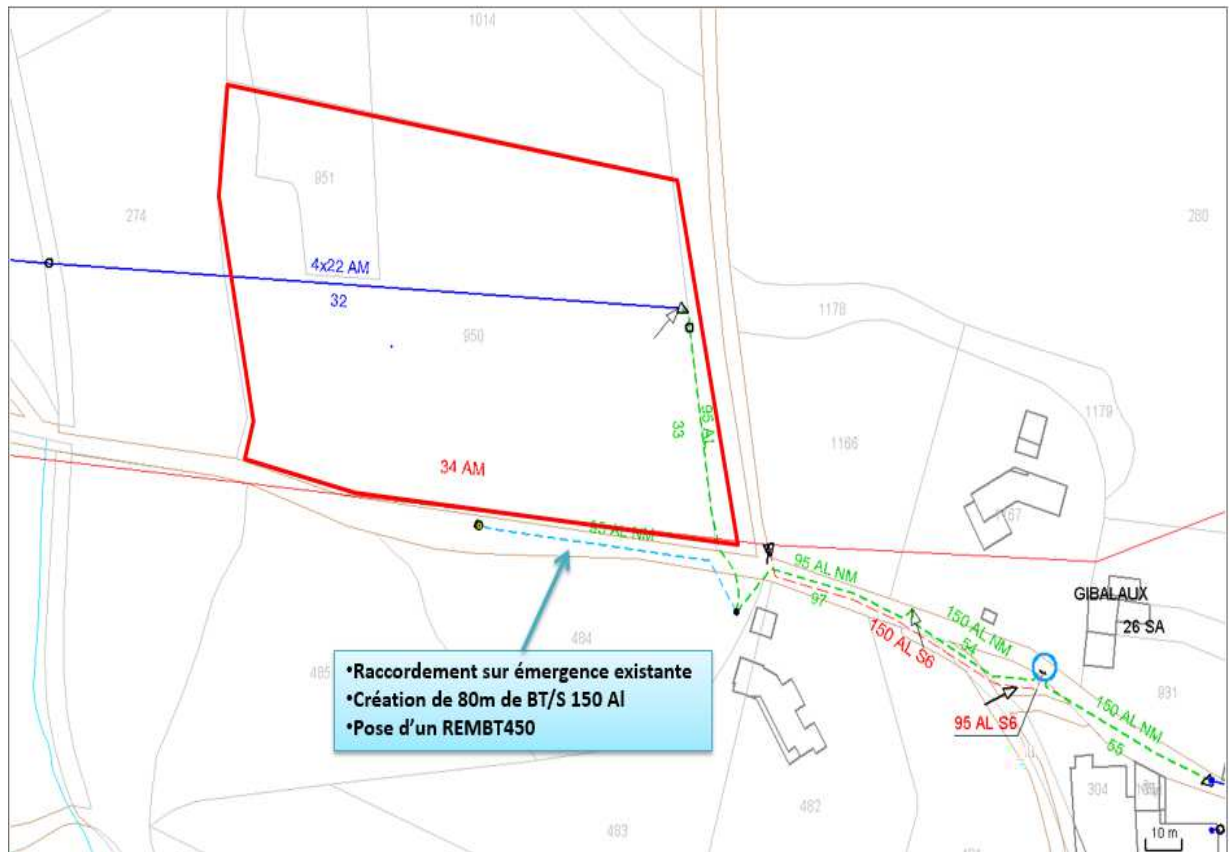 1014
951
274
280
4x22 AM
32
1178
950
95 AL
33
1179
1166
34 AM
1167
95 AL NM
95 AL NM
97
GIBALAUX
150 AL NM
26 SA
484
150 AL S6
54
485
•Raccordement sur émergence existante
•Création de 80m de BT/S 150 Al
•Pose d'un REMBT450
931
150 AL NM
95 AL S6
55
304
482
483
10 m